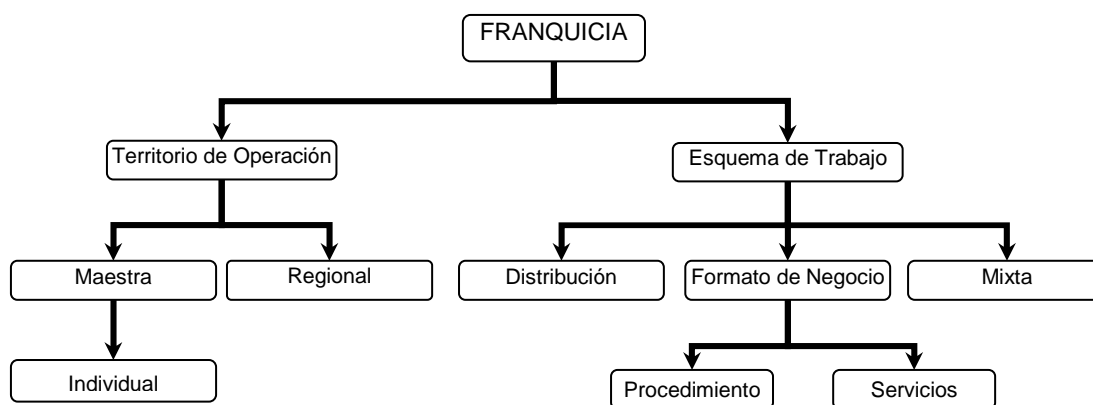 FRANQUICIA
Territorio de Operación
Esquema de Trabajo
Maestra
Regional
Distribución
Formato de Negocio
Mixta
Individual
Procedimiento
Servicios